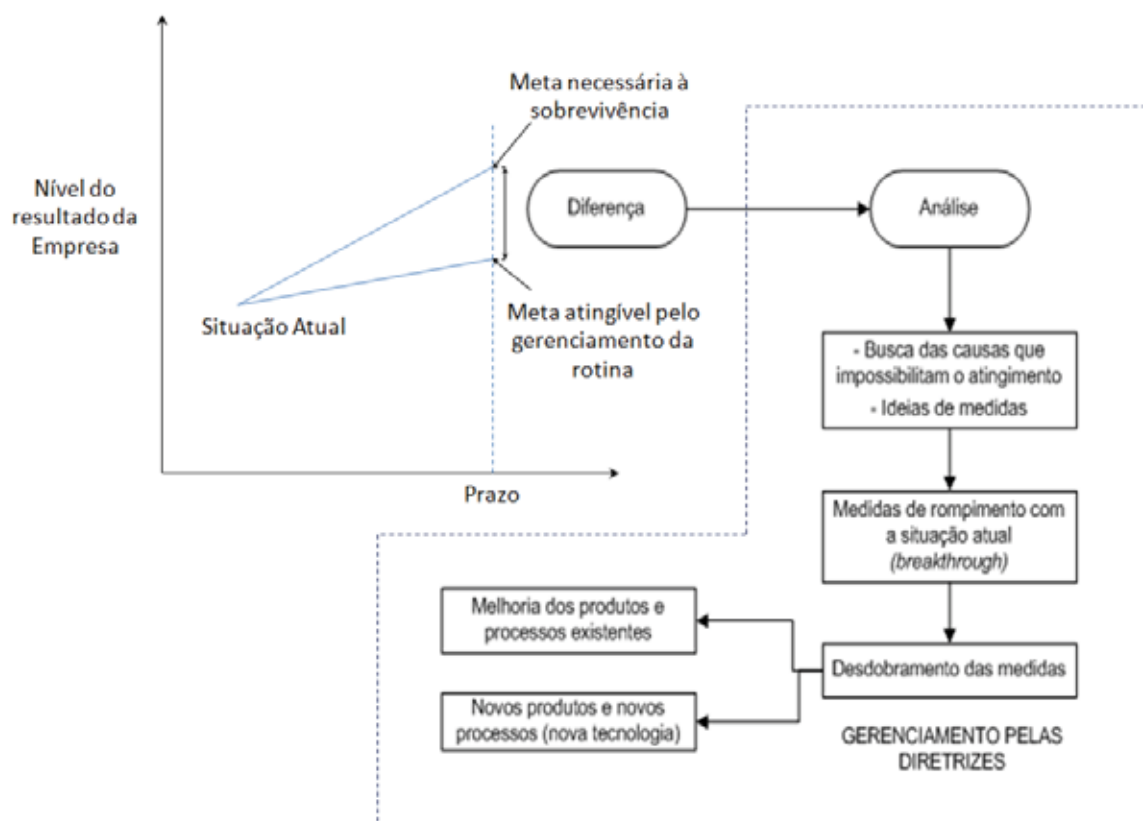 Meta necessária à
sobrevivência
Nível do
resultado da
Empresa
Diferença
Análise
Situação Atual
Meta atingível pelo
gerenciamento da
rotina
- Busca das causas que
impossibilitam o atingimento
- Ideias de medidas
Prazo
Medidas de rompimento com
a situação atual
(breakthrough)
Melhoria dos produtos e
processos existentes
Desdobramento das medidas
Novos produtos e novos
processos (nova tecnologia)
GERENCIAMENTO PELAS
DIRETRIZES